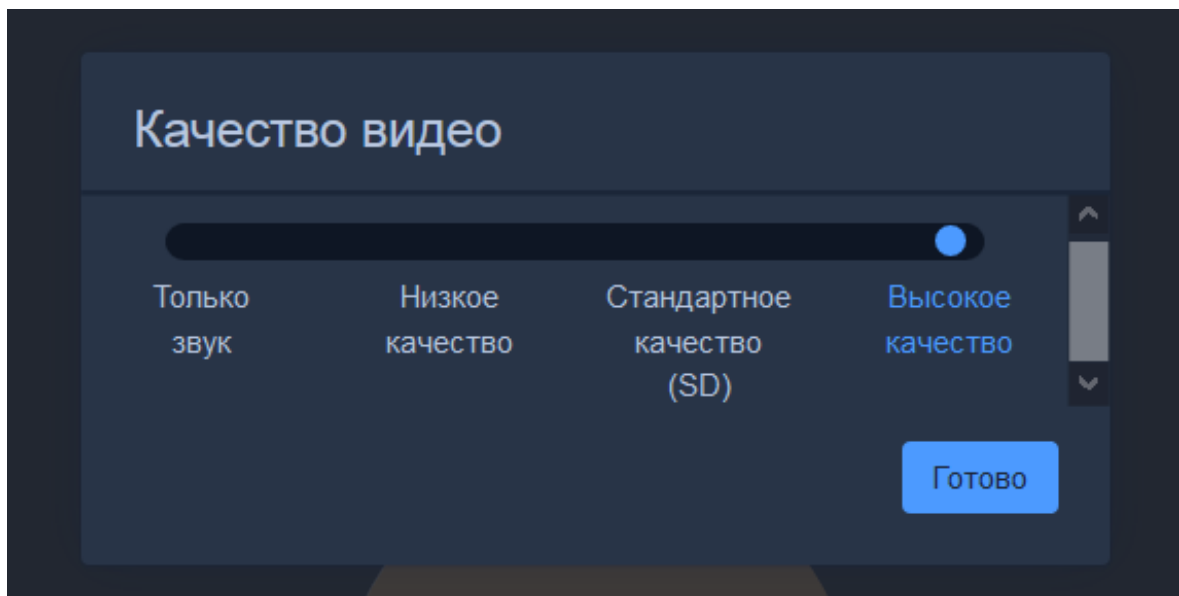 Качество видео
Только
звук
Низкое
качество
Стандартное
качество
(SD)
Высокое
качество
Готово